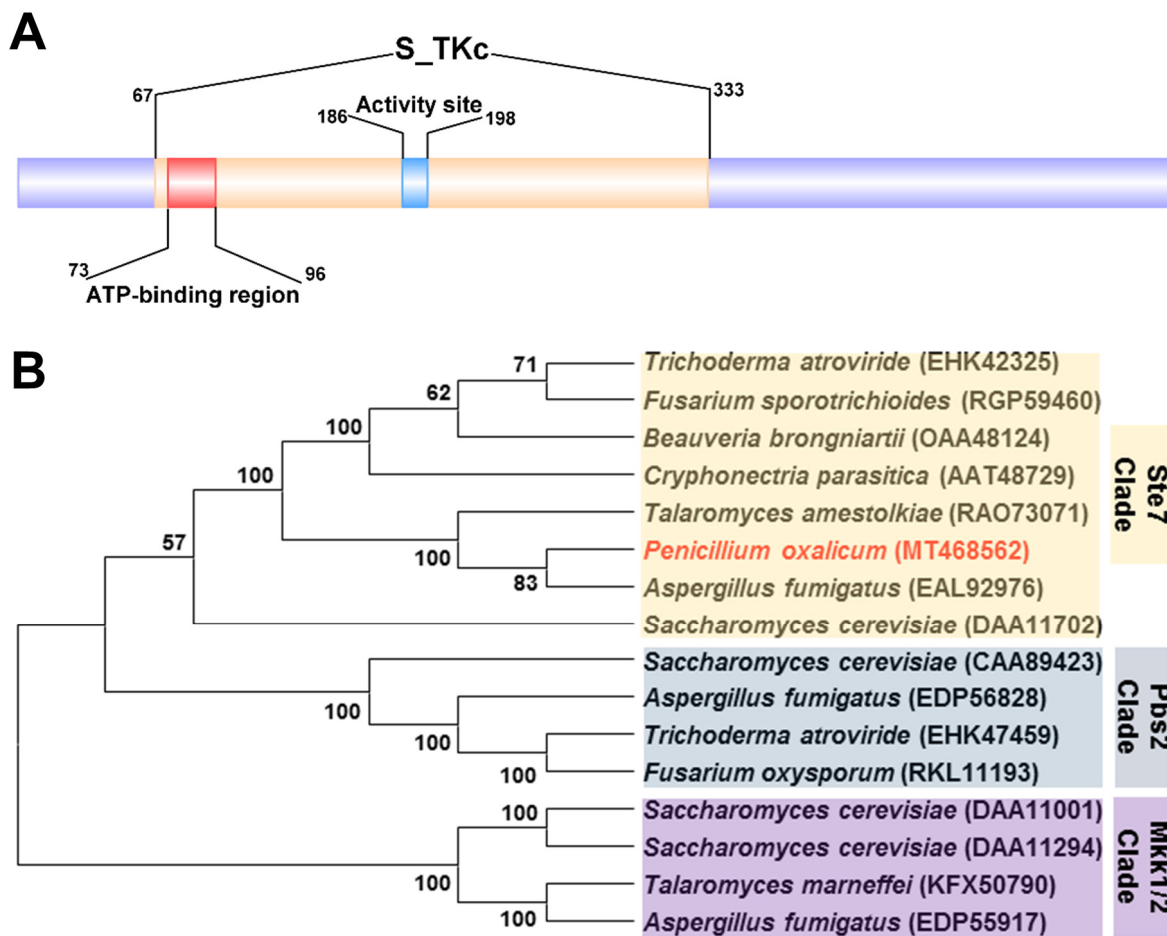 A
S_TKc
67
333
Activity site
186
198
73
96
ATP-binding region
B
71
62
100
100
57
100
83
100
100
100
100
100
100
Trichoderma atroviride (EHK42325)
Fusarium sporotrichioides (RGP59460)
Beauveria brongniartii (OAA48124)
Cryphonectria parasitica (AAT48729)
Talaromyces amestolkiae (RAO73071)
Penicillium oxalicum (MT468562)
Aspergillus fumigatus (EAL92976)
Saccharomyces cerevisiae (DAA11702)
Saccharomyces cerevisiae (CAA89423)
Aspergillus fumigatus (EDP56828)
Trichoderma atroviride (EHK47459)
Fusarium oxysporum (RKL11193)
Saccharomyces cerevisiae (DAA11001)
Saccharomyces cerevisiae (DAA11294)
Talaromyces marneffei (KFX50790)
Aspergillus fumigatus (EDP55917)
Ste7
Clade
Pbs2
Clade
Mkk1/2
Clade